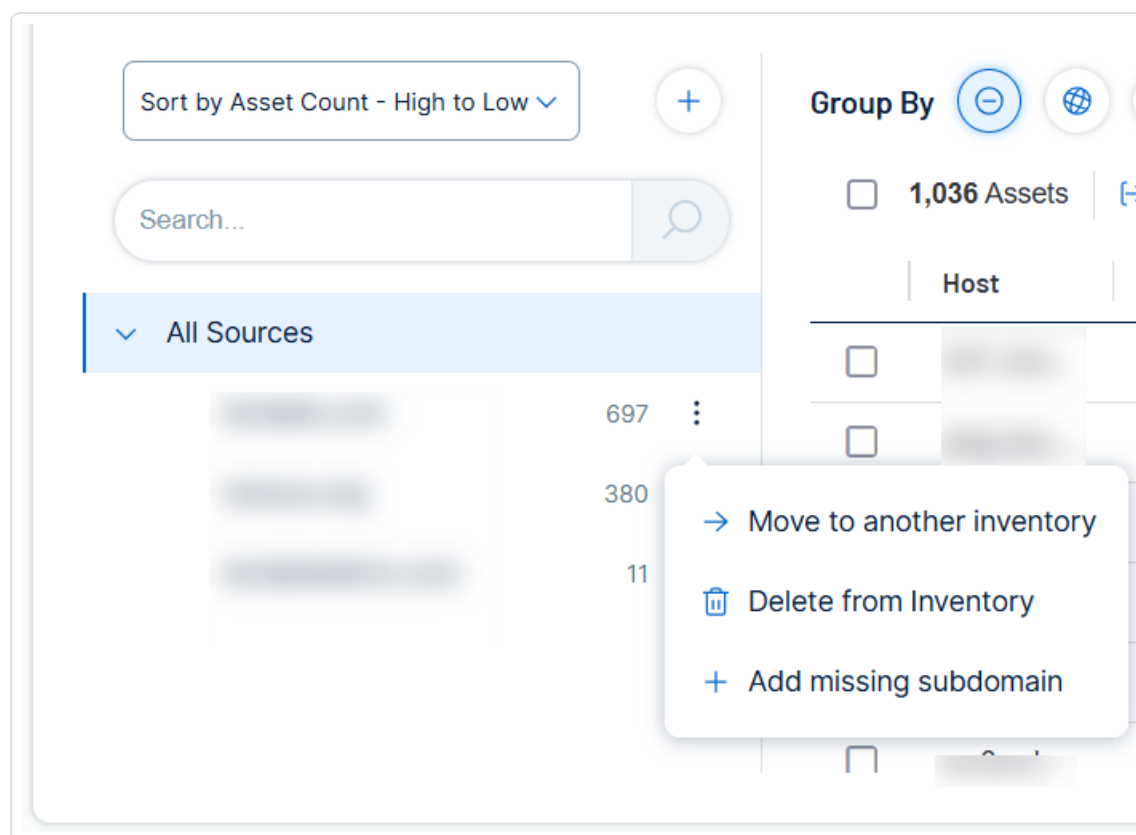 Sort by Asset Count - High to Low
Group By
Search...
1,036 Assets
Host
All Sources
697
380
11
Move to another inventory
Delete from Inventory
Add missing subdomain